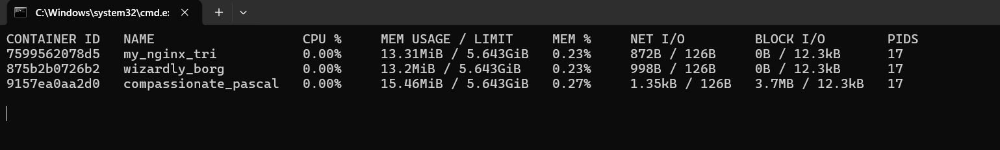 C:\Windows\system32\cmd.e
CONTAINER ID NAME CPU % MEM USAGE / LIMIT MEM % NET I/O BLOCK I/O PIDS
7599562078d5 my_nginx_tri 0.00% 13.31MiB / 5.643GiB 0.23% 872B / 126B 0B / 12.3kB 17
875b2b0726b2 wizardly_borg 0.00% 13.2MiB / 5.643GiB 0.23% 998B / 126B 0B / 12.3kB 17
9157ea0aa2d0 compassionate_pascal 0.00% 15.46MiB / 5.643GiB 0.27% 1.35kB / 126B 3.7MB / 12.3kB 17